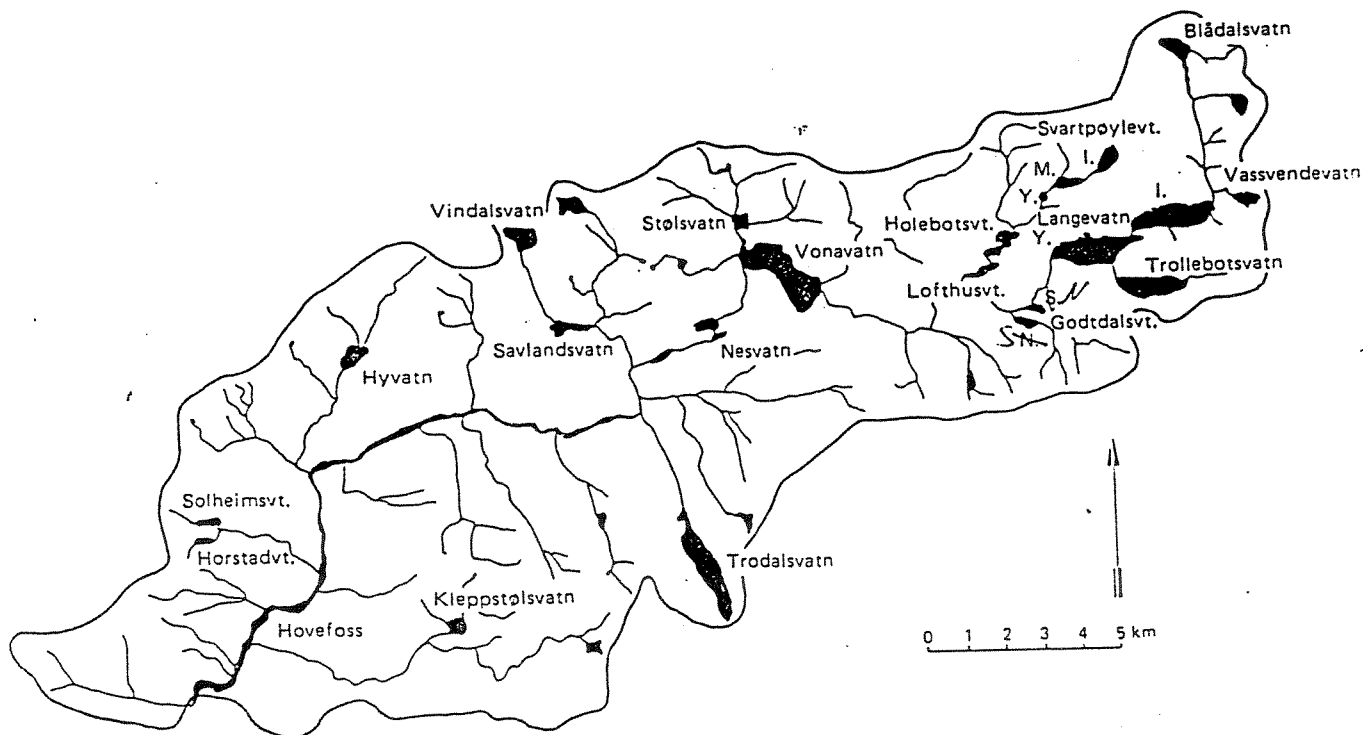 Blådalsvatn
Svartpøylevt.
M.
I.
Y.
Vassvendevatn
I.
Vindalsvatn
Stølsvatn
Holebotsvt.
Langevatn
Y.
Vonavatn
Trollebotsvatn
Lofthusvt.
S.
N
Godtdalsvt.
S N.
Savlandsvatn
Nesvatn
Hyvatn
Solheimsvt.
Horstadvt.
Trodalsvatn
Kleppstølsvatn
Hovefoss
0 1 2 3 5 km